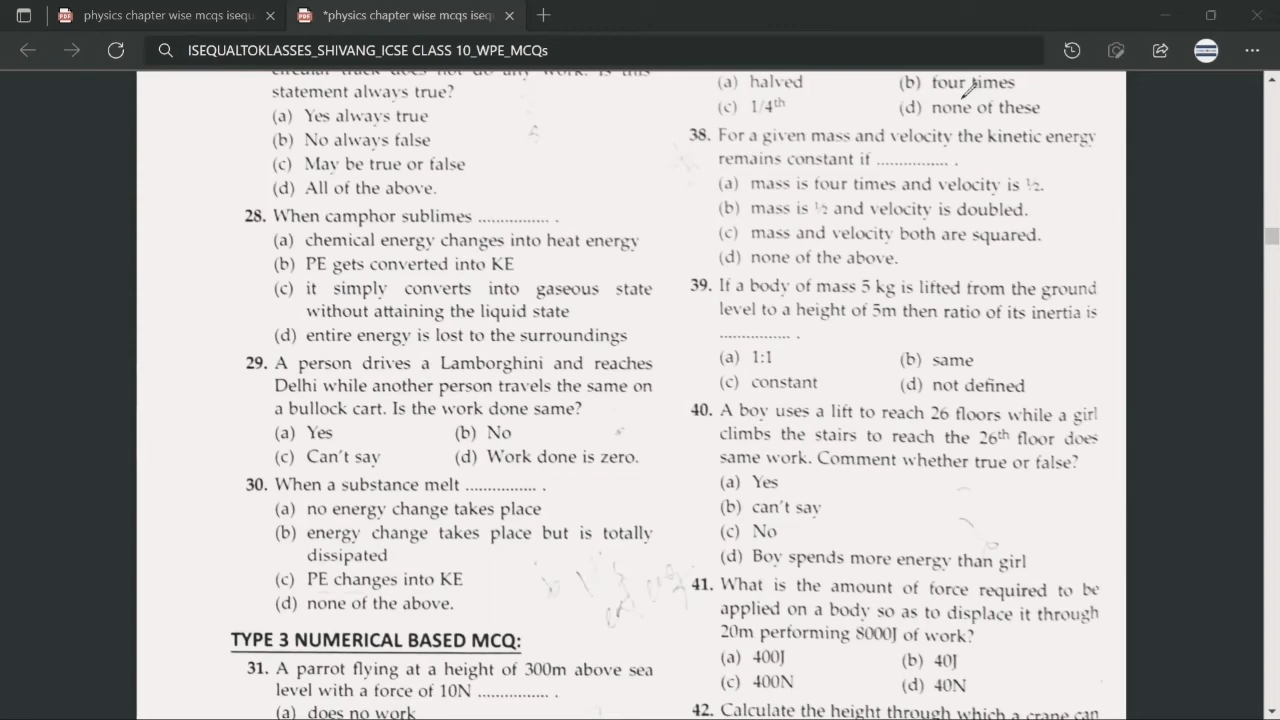 physics chapter wise mcqs isequ
*physics chapter wise mcqs iseq
ISEQUALTOKLASSES_SHIVANG_ICSE CLASS 10_WPE_MCQs
circular track does not do any work. Is this
statement always true?
(a) Yes always true
(b) No always false
(c) May be true or false
(d) All of the above.
28. When camphor sublimes ................ .
(a) chemical energy changes into heat energy
(b) PE gets converted into KE
(c) it simply converts into gaseous state
without attaining the liquid state
(d) entire energy is lost to the surroundings
29. A person drives a Lamborghini and reaches
Delhi while another person travels the same on
a bullock cart. Is the work done same?
(a) Yes (b) No
(c) Can't say (d) Work done is zero.
30. When a substance melt ................ .
(a) no energy change takes place
(b) energy change takes place but is totally
dissipated
(c) PE changes into KE
(d) none of the above.
TYPE 3 NUMERICAL BASED MCQ:
31. A parrot flying at a height of 300m above sea
level with a force of 10N ................ .
(a) does no work
(a) halved (b) four times
(c) 1/4th (d) none of these
38. For a given mass and velocity the kinetic energy
remains constant if ................ .
(a) mass is four times and velocity is ½.
(b) mass is ½ and velocity is doubled.
(c) mass and velocity both are squared.
(d) none of the above.
39. If a body of mass 5 kg is lifted from the ground
level to a height of 5m then ratio of its inertia is
................ .
(a) 1:1 (b) same
(c) constant (d) not defined
40. A boy uses a lift to reach 26 floors while a girl
climbs the stairs to reach the 26th floor does
same work. Comment whether true or false?
(a) Yes
(b) can't say
(c) No
(d) Boy spends more energy than girl
41. What is the amount of force required to be
applied on a body so as to displace it through
20m performing 8000J of work?
(a) 400J (b) 40J
(c) 400N (d) 40N
42. Calculate the height through which a crane can